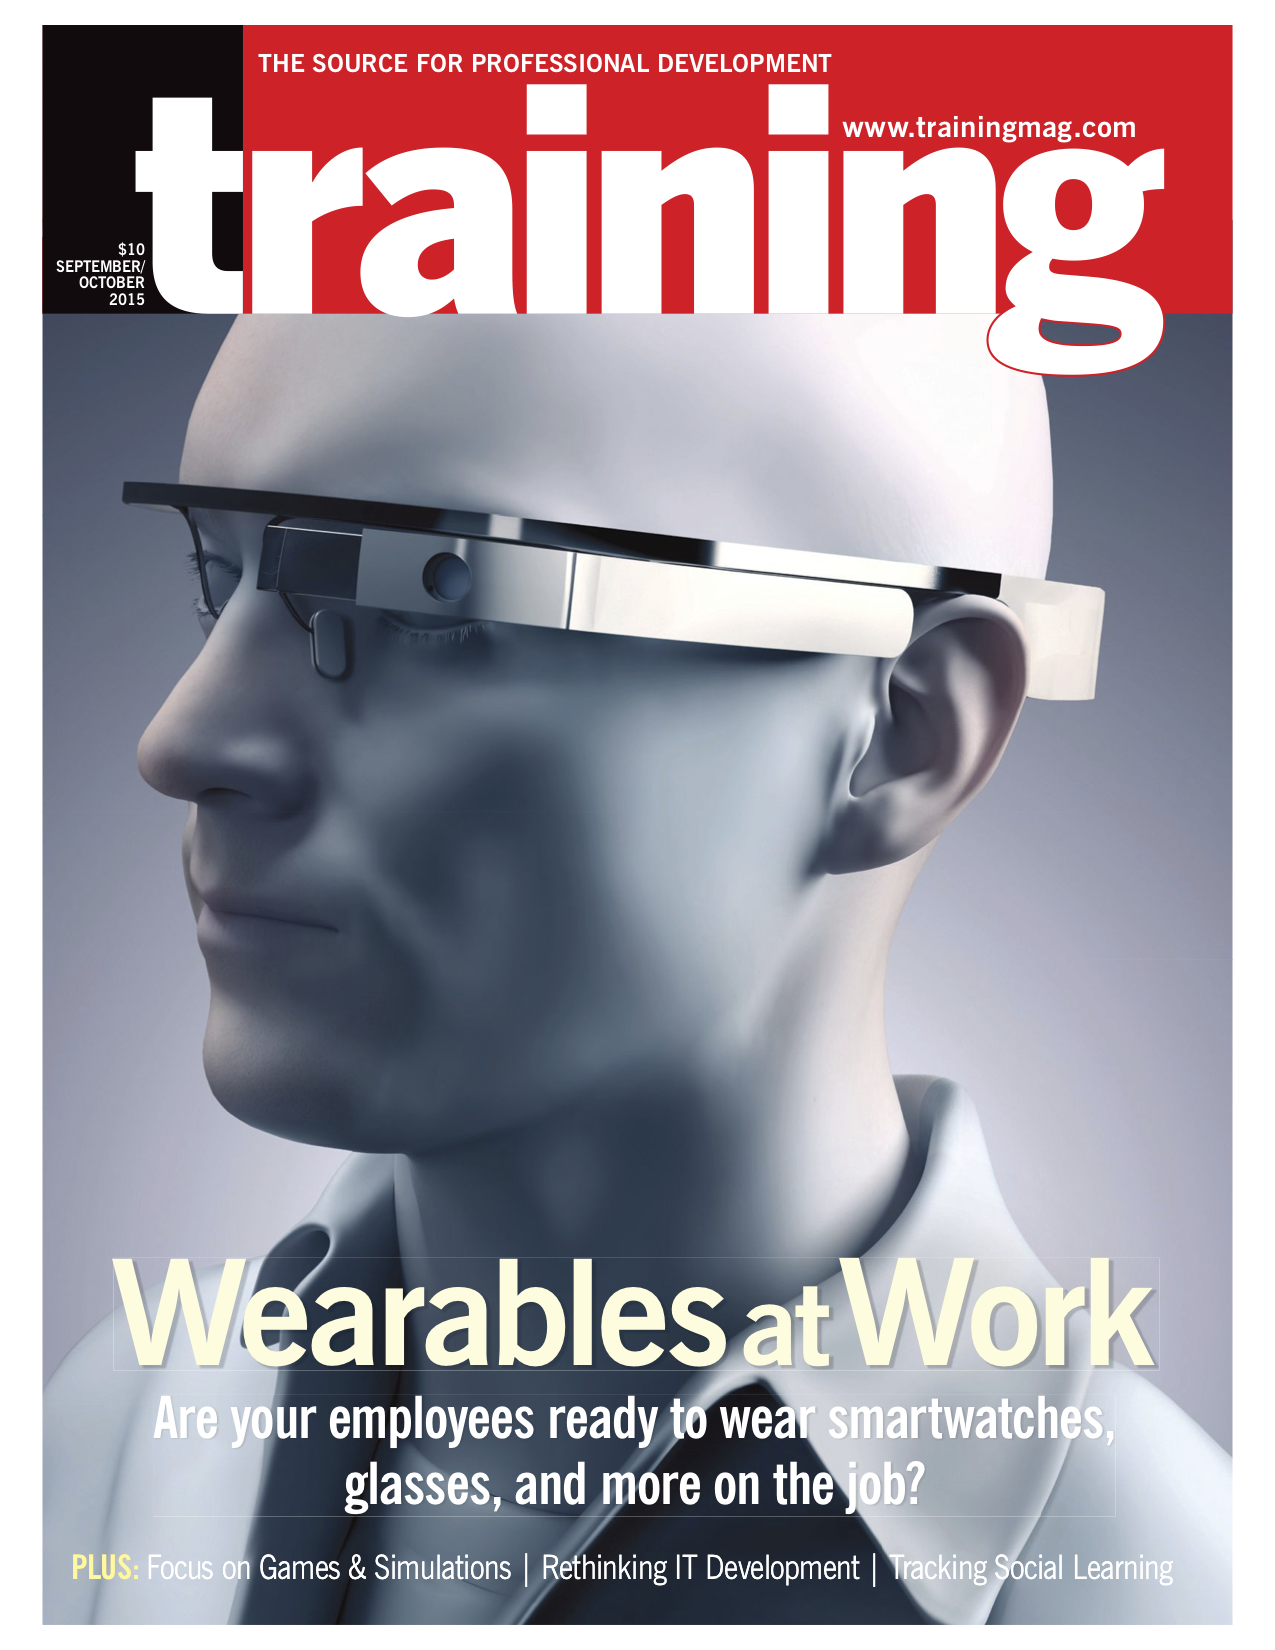 THE SOURCE FOR PROFESSIONAL DEVELOPMENT
www.trainingmag.com
training
$10
SEPTEMBER/
OCTOBER
2015
Wearables at Work
Are your employees ready to wear smartwatches,
glasses, and more on the job?
PLUS: Focus on Games & Simulations | Rethinking IT Development | Tracking Social Learning